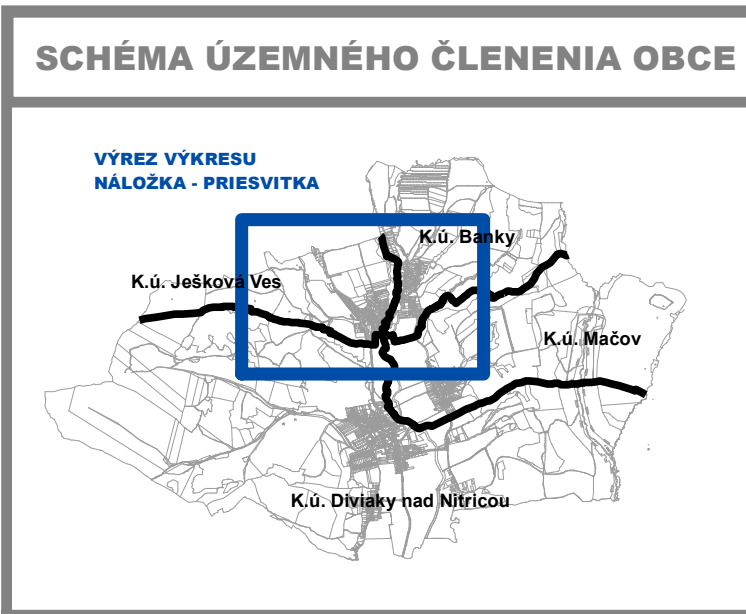 SCHÉMA ÚZEMNÉHO ČLENENIA OBCE
VÝREZ VÝKRESU
NÁLOŽKA - PRIESVITKA
K.ú. Banky
K.ú. Ješková Ves
K.ú. Mačov
K.ú. Diviaky nad Nitricou